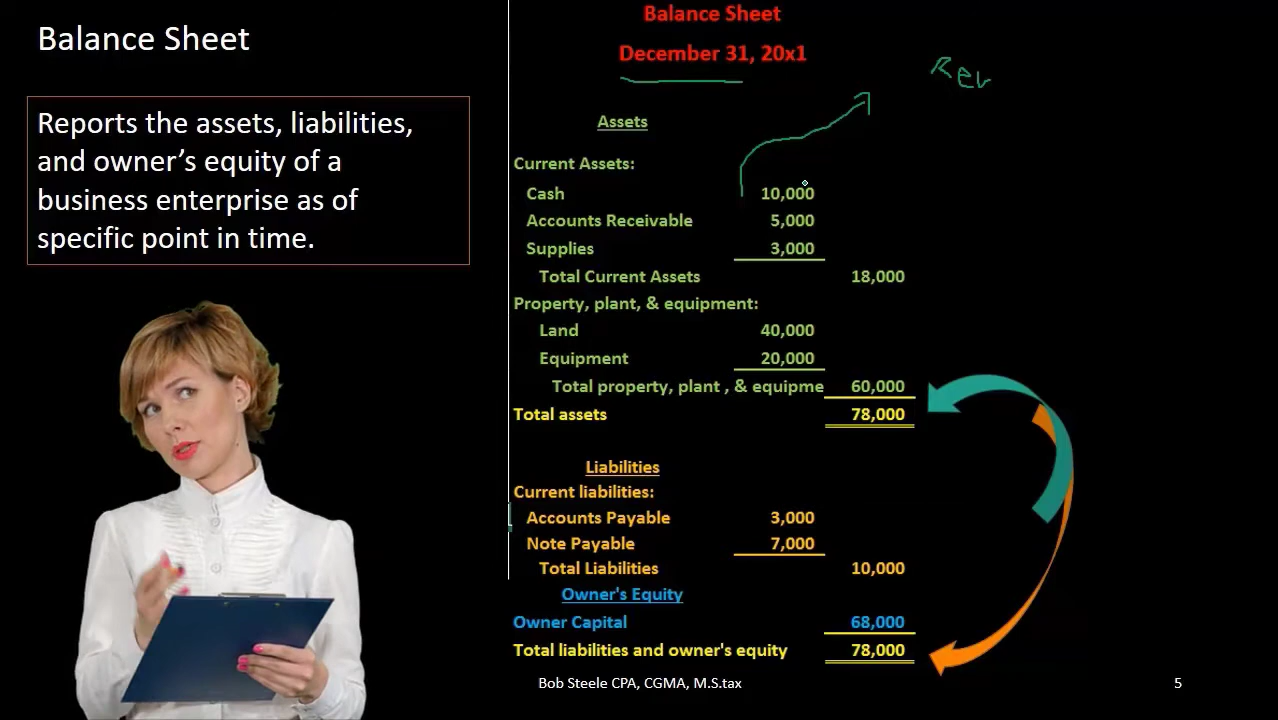 Balance Sheet
Reports the assets, liabilities,
and owner's equity of a
business enterprise as of
specific point in time.
Balance Sheet
December 31, 20x1
Rev
Assets
Current Assets:
Cash 10,000
Accounts Receivable 5,000
Supplies 3,000
Total Current Assets 18,000
Property, plant, & equipment:
Land 40,000
Equipment 20,000
Total property, plant , & equipme 60,000
Total assets 78,000
Liabilities
Current liabilities:
Accounts Payable 3,000
Note Payable 7,000
Total Liabilities 10,000
Owner's Equity
Owner Capital 68,000
Total liabilities and owner's equity 78,000
Bob Steele CPA, CGMA, M.S.tax
5